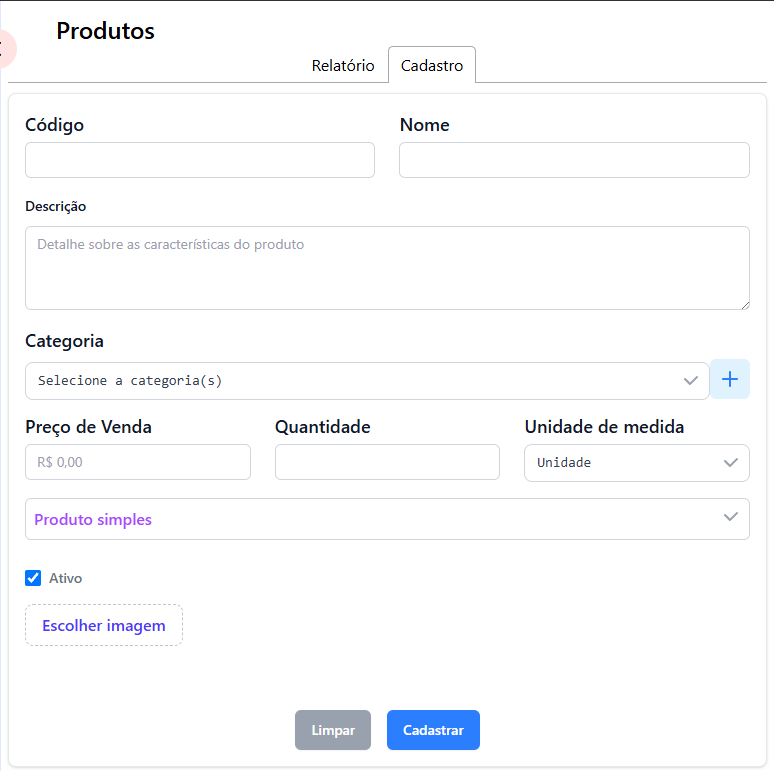 Produtos
Relatório Cadastro
Código Nome
Descrição
Detalhe sobre as características do produto
Categoria
Selecione a categoria(s)
Preço de Venda Quantidade Unidade de medida
R$ 0,00 Unidade
Produto simples
Ativo
Escolher imagem
Limpar Cadastrar